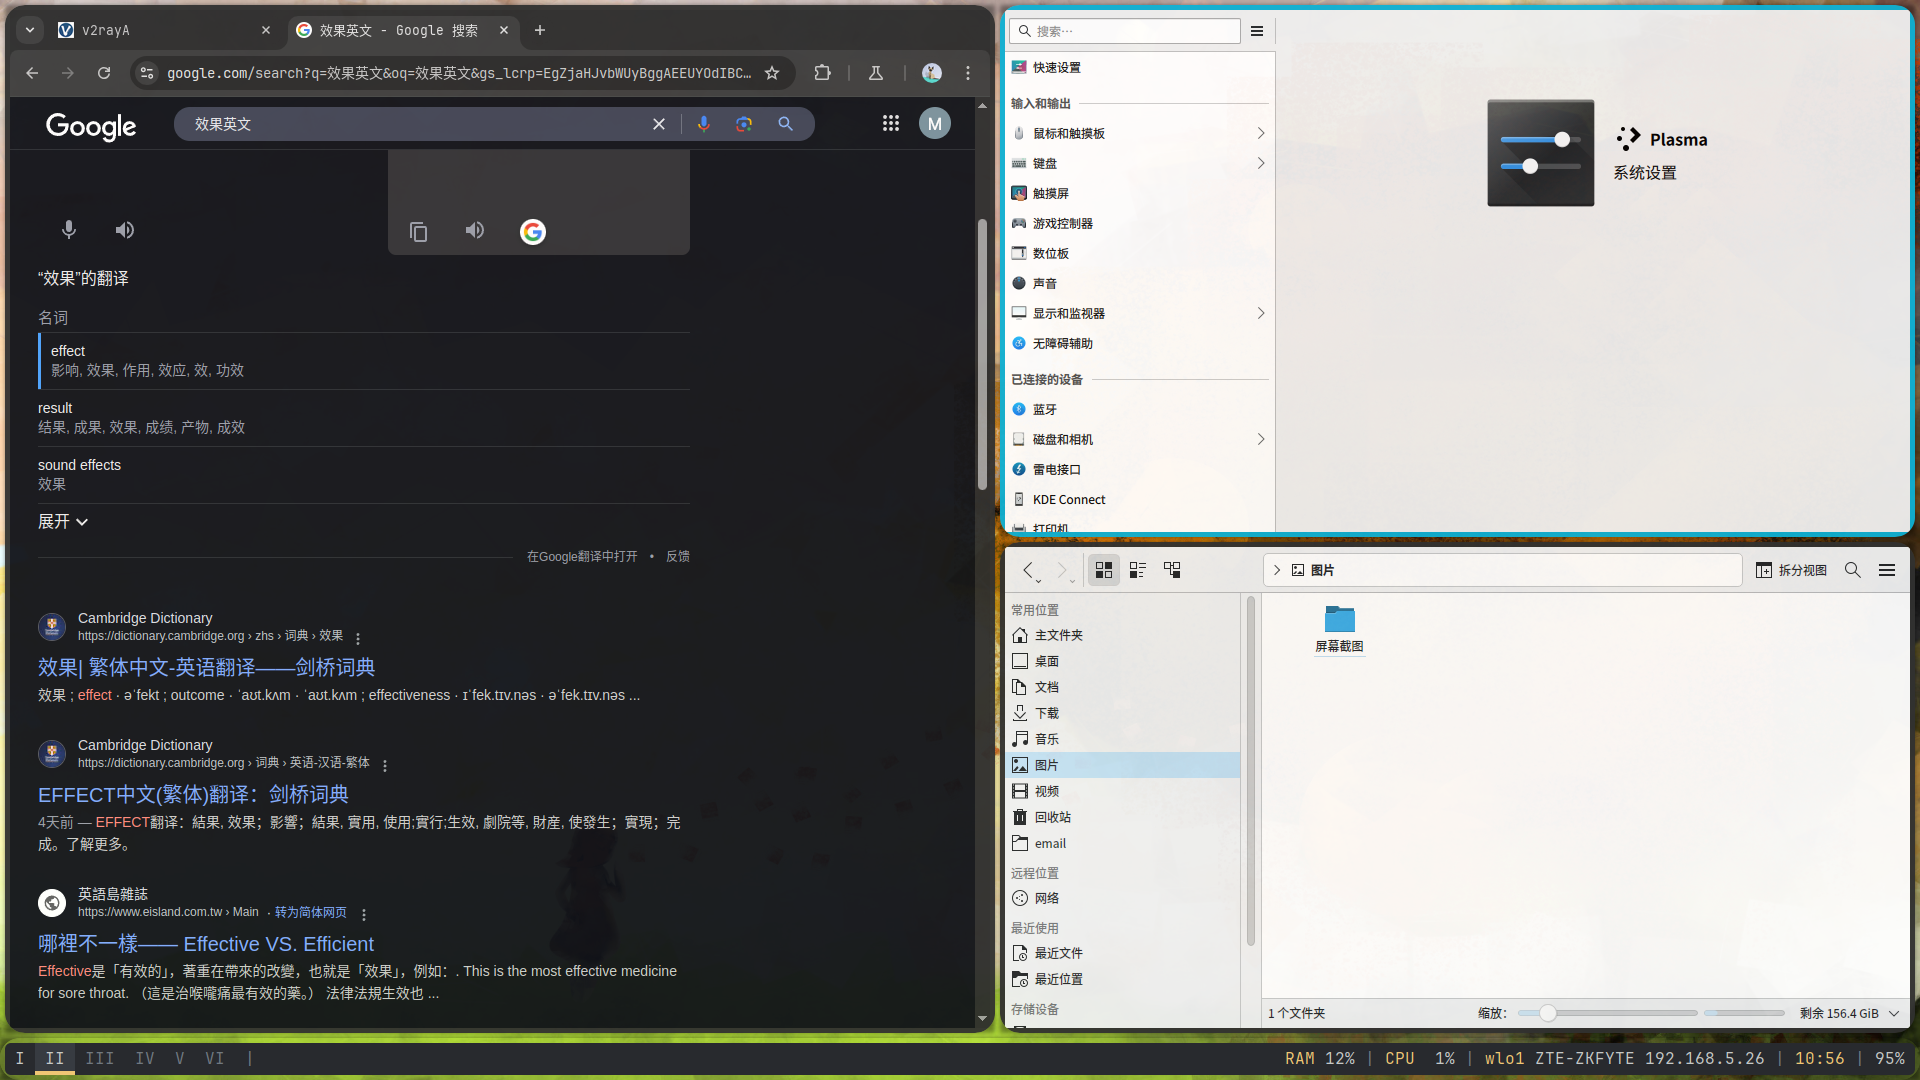 v2rayA
效果英文 - Google 搜索
google.com/search?q=效果英文&oq=效果英文&gs_lcrp=EgZjaHJvbWUyBggAEEUYOdIBC...
Google
效果英文
M
“效果”的翻译
名词
effect
影响, 效果, 作用, 效应, 效, 功效
result
结果, 成果, 效果, 成绩, 产物, 成效
sound effects
效果
展开
在Google翻译中打开 • 反馈
Cambridge Dictionary
https://dictionary.cambridge.org › zhs › 词典 › 效果
效果| 繁体中文-英语翻译——剑桥词典
效果 ; effect · əˈfekt ; outcome · ˈaʊt.kʌm · ˈaʊt.kʌm ; effectiveness · ɪˈfek.tɪv.nəs · əˈfek.tɪv.nəs ...
Cambridge Dictionary
https://dictionary.cambridge.org › 词典 › 英语-汉语-繁体
EFFECT中文(繁体)翻译：剑桥词典
4天前 — EFFECT翻译：結果, 效果；影響；結果, 實用, 使用;實行;生效, 劇院等, 財産, 使發生；實現；完
成。了解更多。
英語島雜誌
https://www.eisland.com.tw › Main · 转为简体网页
哪裡不一樣—— Effective VS. Efficient
Effective是「有效的」，著重在帶來的改變，也就是「效果」，例如：. This is the most effective medicine
for sore throat. （這是治喉嚨痛最有效的藥。） 法律法規生效也 ...
搜索…
快速设置
输入和输出
鼠标和触摸板
键盘
触摸屏
游戏控制器
数位板
声音
显示和监视器
无障碍辅助
已连接的设备
蓝牙
磁盘和相机
雷电接口
KDE Connect
打印机
Plasma
系统设置
图片
拆分视图
常用位置
主文件夹
桌面
文档
下载
音乐
图片
视频
回收站
email
远程位置
网络
最近使用
最近文件
最近位置
存储设备
屏幕截图
1 个文件夹
缩放：
剩余 156.4 GiB
I II III IV V VI |
RAM 12% | CPU 1% | wlo1 ZTE-ZKFYTE 192.168.5.26 | 10:56 | 95%